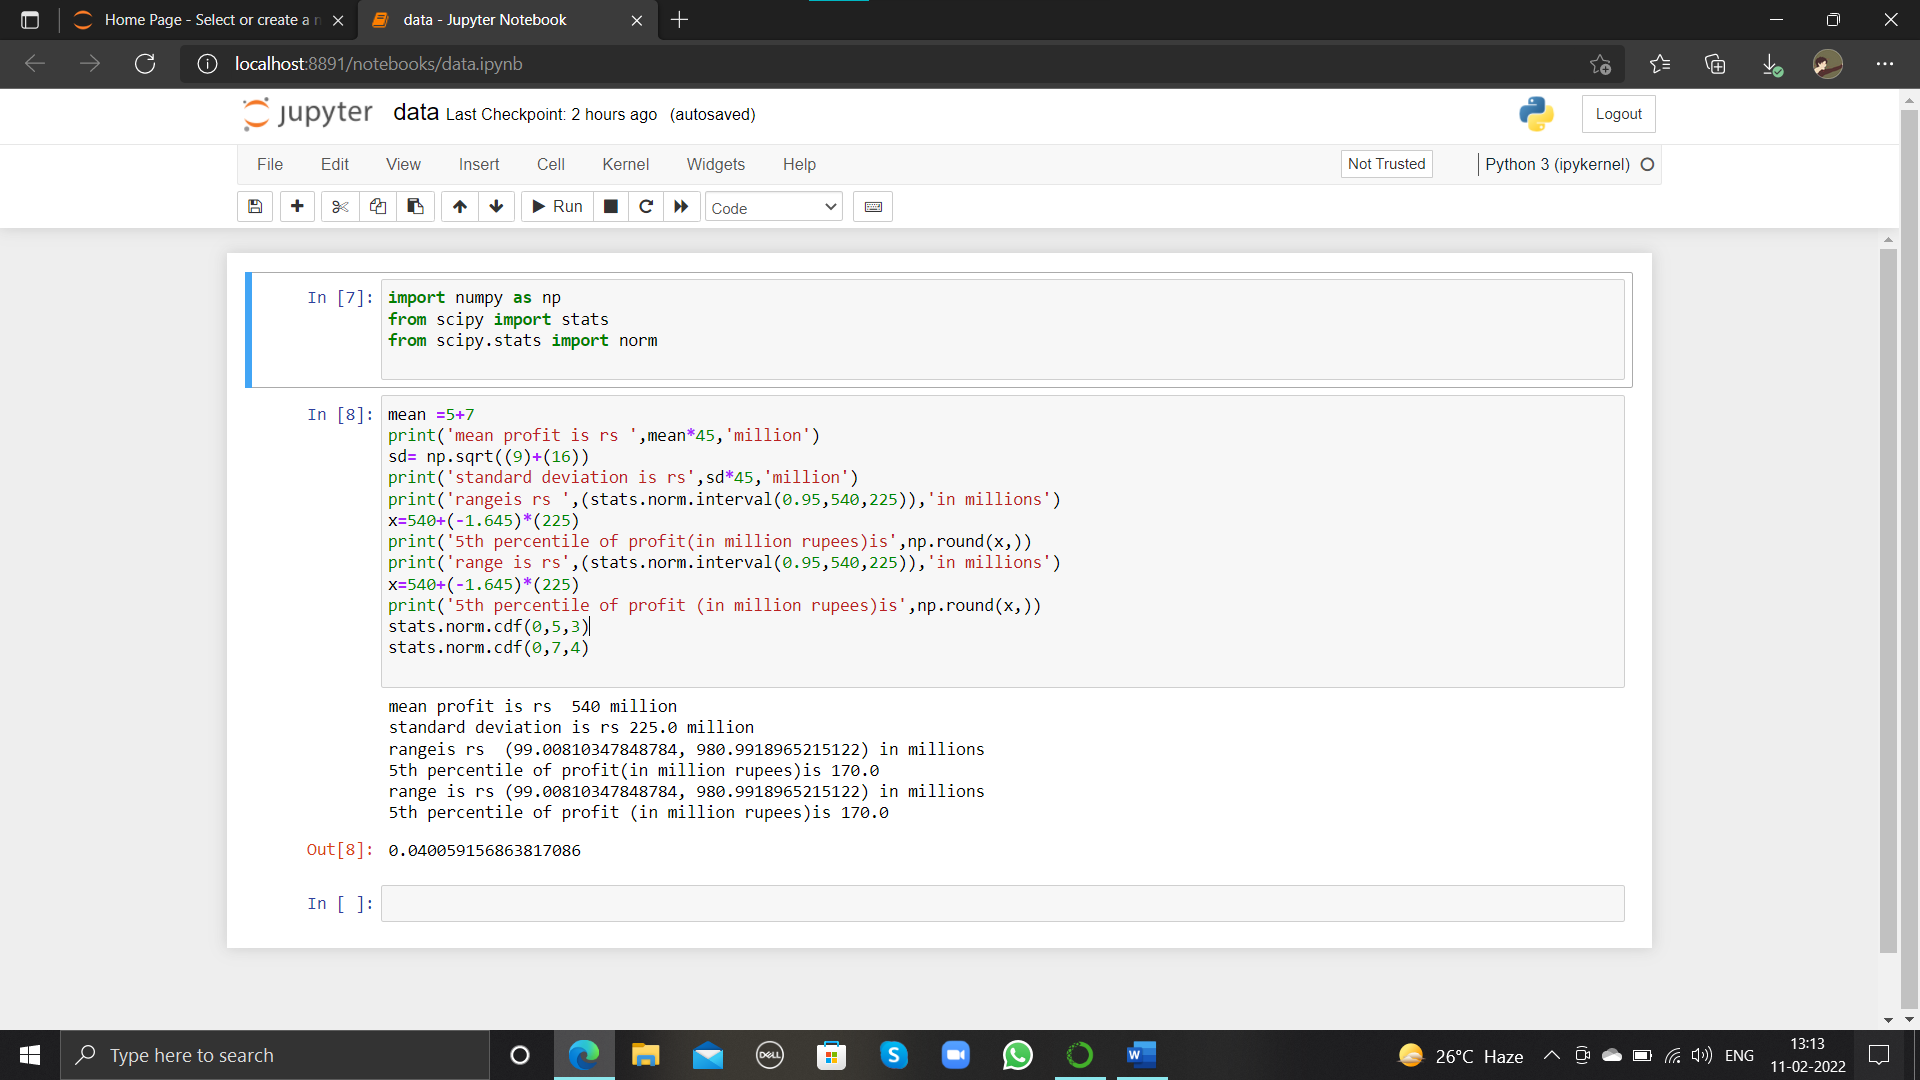 Home Page - Select or create a n
data - Jupyter Notebook
localhost:8891/notebooks/data.ipynb
jupyter data Last Checkpoint: 2 hours ago (autosaved)
Logout
File Edit View Insert Cell Kernel Widgets Help
Not Trusted
Python 3 (ipykernel)
Run
Code
In [7]:
import numpy as np
from scipy import stats
from scipy.stats import norm
In [8]:
mean =5+7
print('mean profit is rs ',mean*45,'million')
sd= np.sqrt((9)+(16))
print('standard deviation is rs',sd*45,'million')
print('rangeis rs ',(stats.norm.interval(0.95,540,225)),'in millions')
x=540+(-1.645)*(225)
print('5th percentile of profit(in million rupees)is',np.round(x,))
print('range is rs',(stats.norm.interval(0.95,540,225)),'in millions')
x=540+(-1.645)*(225)
print('5th percentile of profit (in million rupees)is',np.round(x,))
stats.norm.cdf(0,5,3)
stats.norm.cdf(0,7,4)
mean profit is rs  540 million
standard deviation is rs 225.0 million
rangeis rs  (99.00810347848784, 980.9918965215122) in millions
5th percentile of profit(in million rupees)is 170.0
range is rs (99.00810347848784, 980.9918965215122) in millions
5th percentile of profit (in million rupees)is 170.0
Out[8]: 0.040059156863817086
In [ ]:
Type here to search
DELL
S
W
26°C Haze
ENG
13:13
11-02-2022